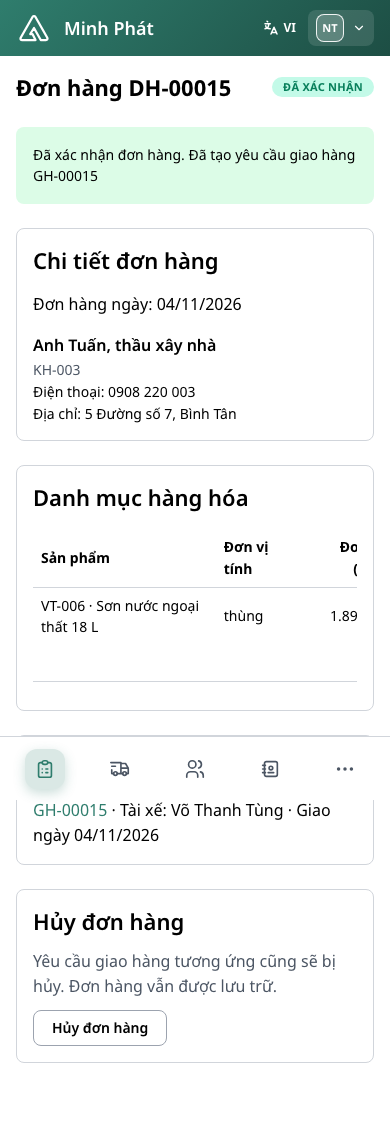 Minh Phát
VI
NT
Đơn hàng DH-00015
ĐÃ XÁC NHẬN
Đã xác nhận đơn hàng. Đã tạo yêu cầu giao hàng
GH-00015
Chi tiết đơn hàng
Đơn hàng ngày: 04/11/2026
Anh Tuấn, thầu xây nhà
KH-003
Điện thoại: 0908 220 003
Địa chỉ: 5 Đường số 7, Bình Tân
Danh mục hàng hóa
Sản phẩm
Đơn vị
tính
VT-006 · Sơn nước ngoại
thất 18 L
thùng
1.89
GH-00015 · Tài xế: Võ Thanh Tùng · Giao
ngày 04/11/2026
Hủy đơn hàng
Yêu cầu giao hàng tương ứng cũng sẽ bị
hủy. Đơn hàng vẫn được lưu trữ.
Hủy đơn hàng